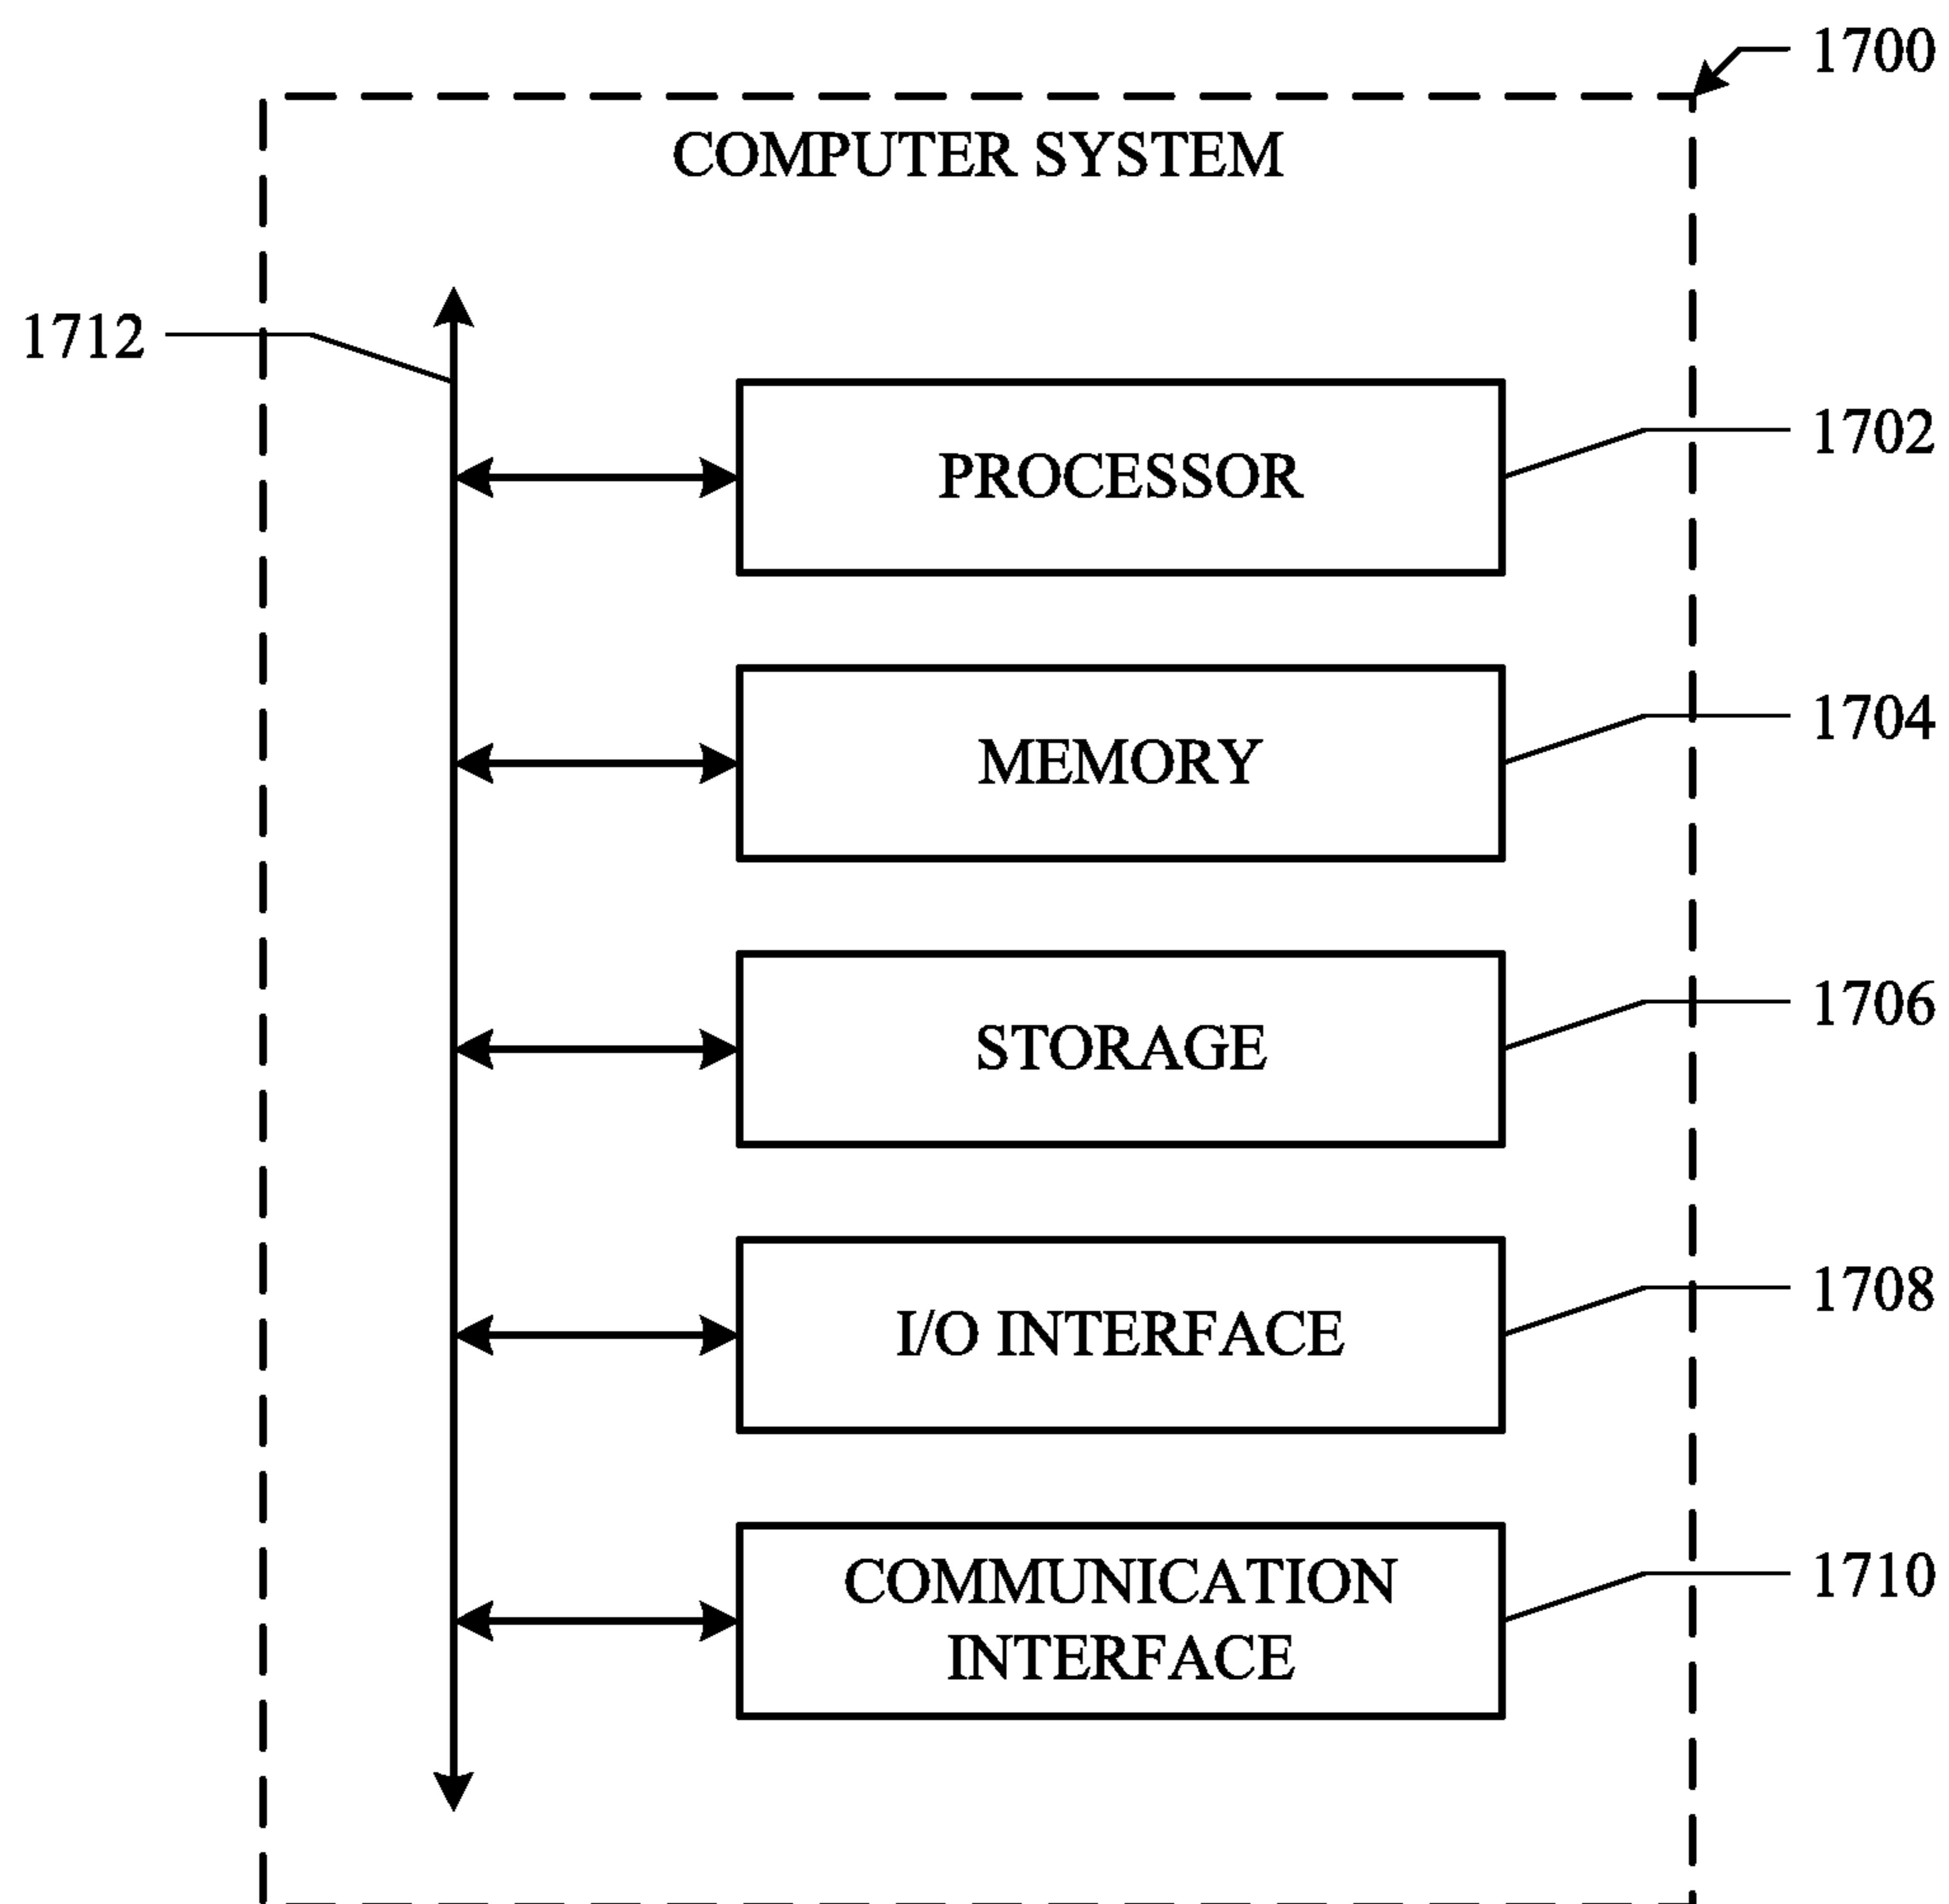 1700
COMPUTER SYSTEM
1712
PROCESSOR
1702
MEMORY
1704
STORAGE
1706
I/O INTERFACE
1708
COMMUNICATION
INTERFACE
1710